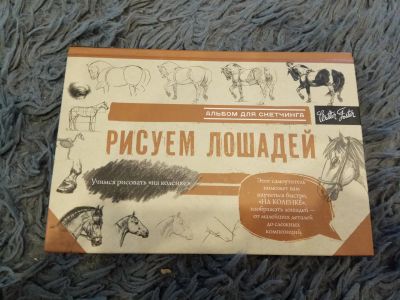 АЛЬБОМ ДЛЯ СКЕТЧИНГА
Walter Foster
РИСУЕМ ЛОШАДЕЙ
Учимся рисовать «на коленке»
Этот самоучитель
поможет вам
научиться быстро,
«НА КОЛЕНКЕ»,
изображать лошадей —
от малейших деталей
до сложных
композиций.